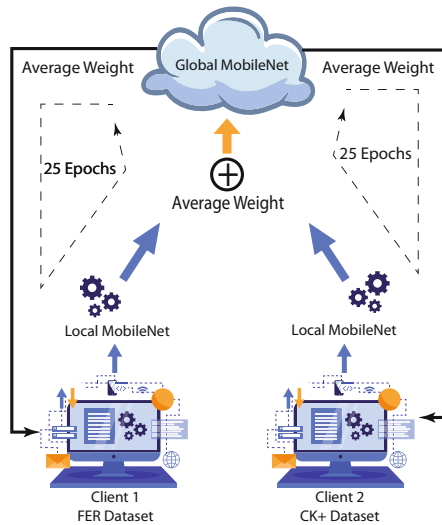 Global MobileNet
Average Weight
Average Weight
25 Epochs
25 Epochs
Average Weight
Local MobileNet
Local MobileNet
Client 1
FER Dataset
Client 2
CK+ Dataset